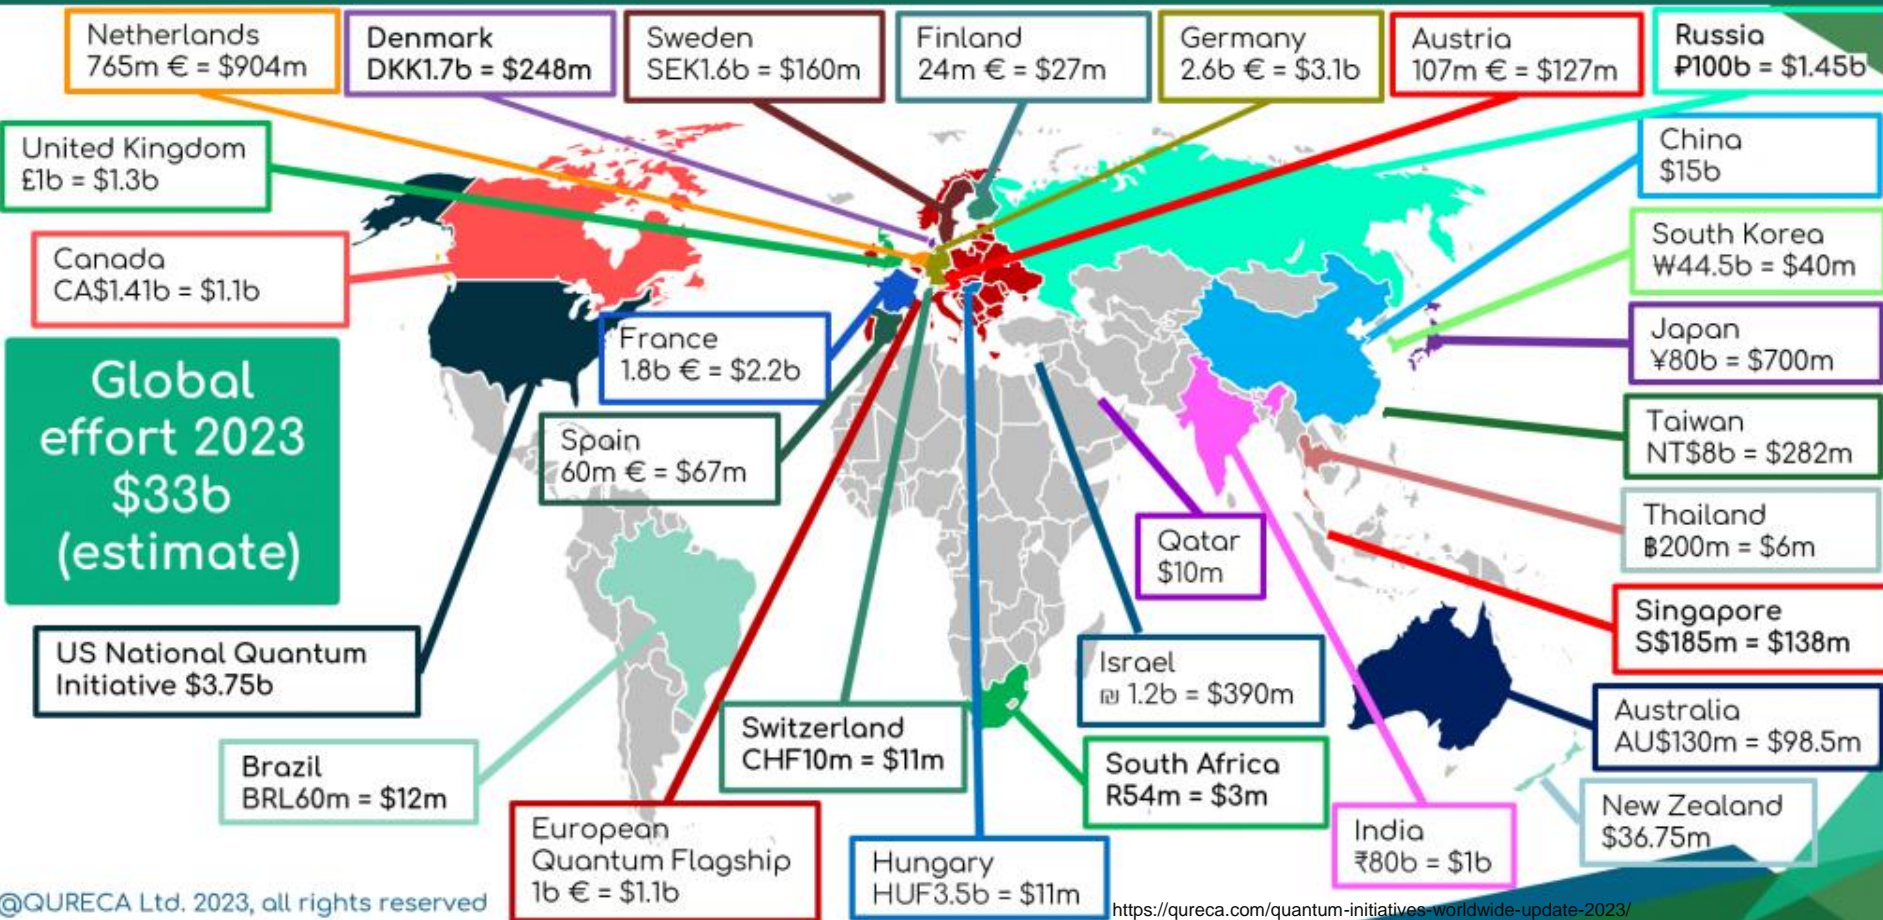 Netherlands
765m € = $904m
Denmark
DKK1.7b = $248m
Sweden
SEK1.6b = $160m
Finland
24m € = $27m
Germany
2.6b € = $3.1b
Austria
107m € = $127m
Russia
₽100b = $1.45b
United Kingdom
£1b = $1.3b
China
$15b
Canada
CA$1.41b = $1.1b
South Korea
₩44.5b = $40m
France
1.8b € = $2.2b
Japan
¥80b = $700m
Global
effort 2023
$33b
(estimate)
Spain
60m € = $67m
Taiwan
NT$8b = $282m
Thailand
฿200m = $6m
Qatar
$10m
Singapore
S$185m = $138m
US National Quantum
Initiative $3.75b
Israel
₪ 1.2b = $390m
Australia
AU$130m = $98.5m
Switzerland
CHF10m = $11m
South Africa
R54m = $3m
Brazil
BRL60m = $12m
New Zealand
$36.75m
European
Quantum Flagship
1b € = $1.1b
Hungary
HUF3.5b = $11m
India
₹80b = $1b
@QURECA Ltd. 2023, all rights reserved
https://qureca.com/quantum-initiatives-worldwide-update-2023/